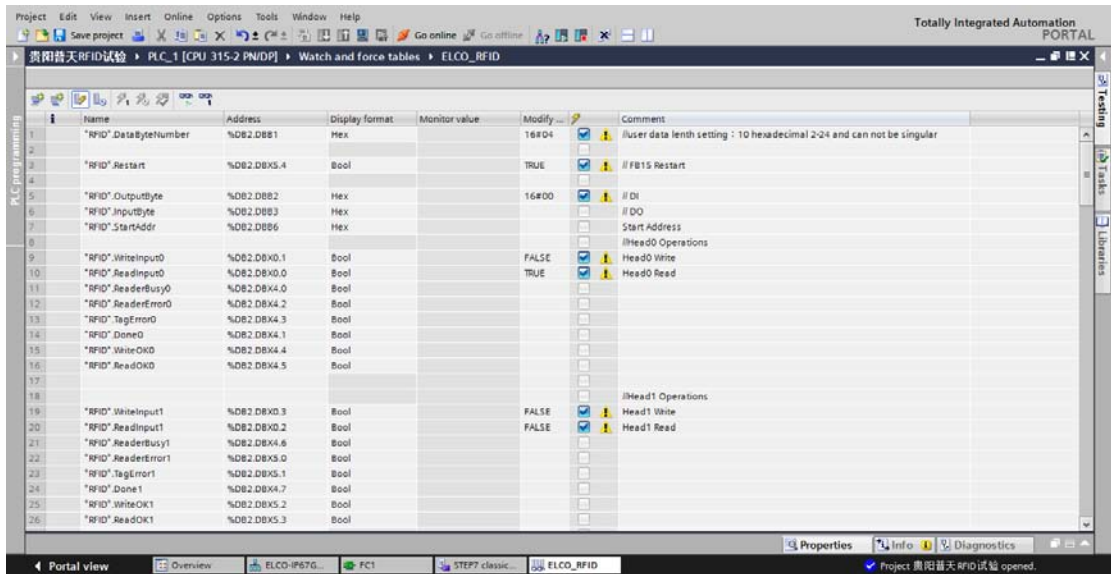 Project Edit View Insert Online Options Tools Window Help
Totally Integrated Automation
PORTAL
Save project Go online Go offline
贵阳普天RFID试验 PLC_1 [CPU 315-2 PN/DP] Watch and force tables ELCO_RFID
i Name Address Display format Monitor value Modify ... Comment
1 "RFID".DataByteNumber %DB2.DBB1 Hex 16#04 //user data lenth setting : 10 hexadecimal 2-24 and can not be singular
2
3 "RFID".Restart %DB2.DBX5.4 Bool TRUE // FB15 Restart
4
5 "RFID".OutputByte %DB2.DBB2 Hex 16#00 // DI
6 "RFID".InputByte %DB2.DBB3 Hex // DO
7 "RFID".StartAddr %DB2.DBB6 Hex Start Address
8 //Head0 Operations
9 "RFID".WriteInput0 %DB2.DBX0.1 Bool FALSE Head0 Write
10 "RFID".ReadInput0 %DB2.DBX0.0 Bool TRUE Head0 Read
11 "RFID".ReaderBusy0 %DB2.DBX4.0 Bool
12 "RFID".ReaderError0 %DB2.DBX4.2 Bool
13 "RFID".TagError0 %DB2.DBX4.3 Bool
14 "RFID".Done0 %DB2.DBX4.1 Bool
15 "RFID".WriteOK0 %DB2.DBX4.4 Bool
16 "RFID".ReadOK0 %DB2.DBX4.5 Bool
17
18 //Head1 Operations
19 "RFID".WriteInput1 %DB2.DBX0.3 Bool FALSE Head1 Write
20 "RFID".ReadInput1 %DB2.DBX0.2 Bool FALSE Head1 Read
21 "RFID".ReaderBusy1 %DB2.DBX4.6 Bool
22 "RFID".ReaderError1 %DB2.DBX5.0 Bool
23 "RFID".TagError1 %DB2.DBX5.1 Bool
24 "RFID".Done1 %DB2.DBX4.7 Bool
25 "RFID".WriteOK1 %DB2.DBX5.2 Bool
26 "RFID".ReadOK1 %DB2.DBX5.3 Bool
PLC programming
Testing
Tasks
Libraries
Properties Info Diagnostics
Portal view Overview ELCO-IP67G... FC1 STEP7 classic... ELCO_RFID Project 贵阳普天RFID试验 opened.